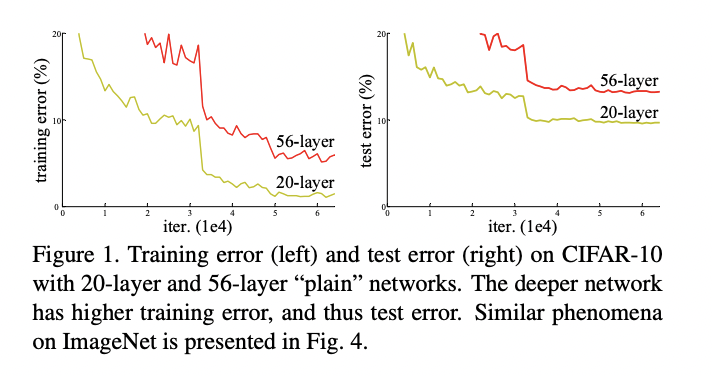 20
10
0
training error (%)
56-layer
20-layer
0 1 2 3 4 5 6
iter. (1e4)
20
10
0
test error (%)
56-layer
20-layer
0 1 2 3 4 5 6
iter. (1e4)
Figure 1. Training error (left) and test error (right) on CIFAR-10
with 20-layer and 56-layer “plain” networks. The deeper network
has higher training error, and thus test error. Similar phenomena
on ImageNet is presented in Fig. 4.